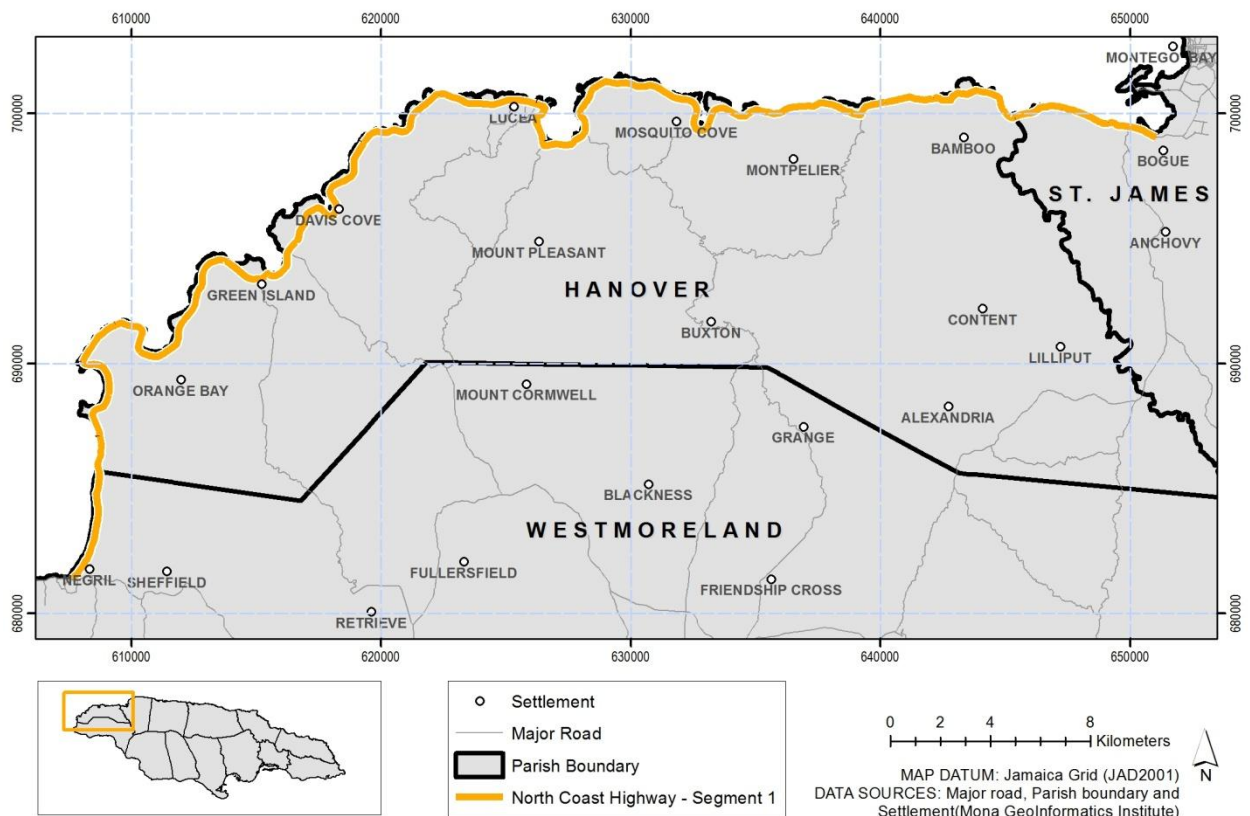 610000 620000 630000 640000 650000
MONTEGO BAY
700000 700000
LUCEA
MOSQUITO COVE
BAMBOO
BOGUE
MONTPELIER
ST. JAMES
DAVIS COVE
ANCHOVY
MOUNT PLEASANT
HANOVER
GREEN ISLAND
CONTENT
BUXTON
LILLIPUT
690000 690000
ORANGE BAY
MOUNT CORMWELL
ALEXANDRIA
GRANGE
BLACKNESS
WESTMORELAND
FULLERSFIELD
NEGRIL
SHEFFIELD
FRIENDSHIP CROSS
RETRIEVE
680000 680000
610000 620000 630000 640000 650000
Settlement
Major Road
Parish Boundary
North Coast Highway - Segment 1
0 2 4 8
Kilometers
N
MAP DATUM: Jamaica Grid (JAD2001)
DATA SOURCES: Major road, Parish boundary and
Settlement(Mona GeoInformatics Institute)